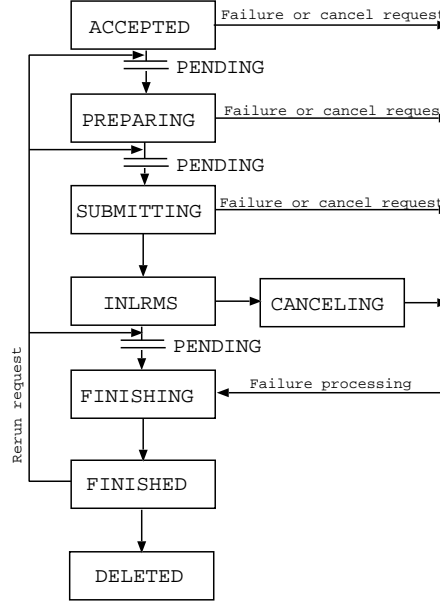 ACCEPTED
Failure or cancel request
PENDING
PREPARING
Failure or cancel reques
PENDING
SUBMITTING
Failure or cancel request
INLRMS
CANCELING
PENDING
FINISHING
Failure processing
Rerun request
FINISHED
DELETED